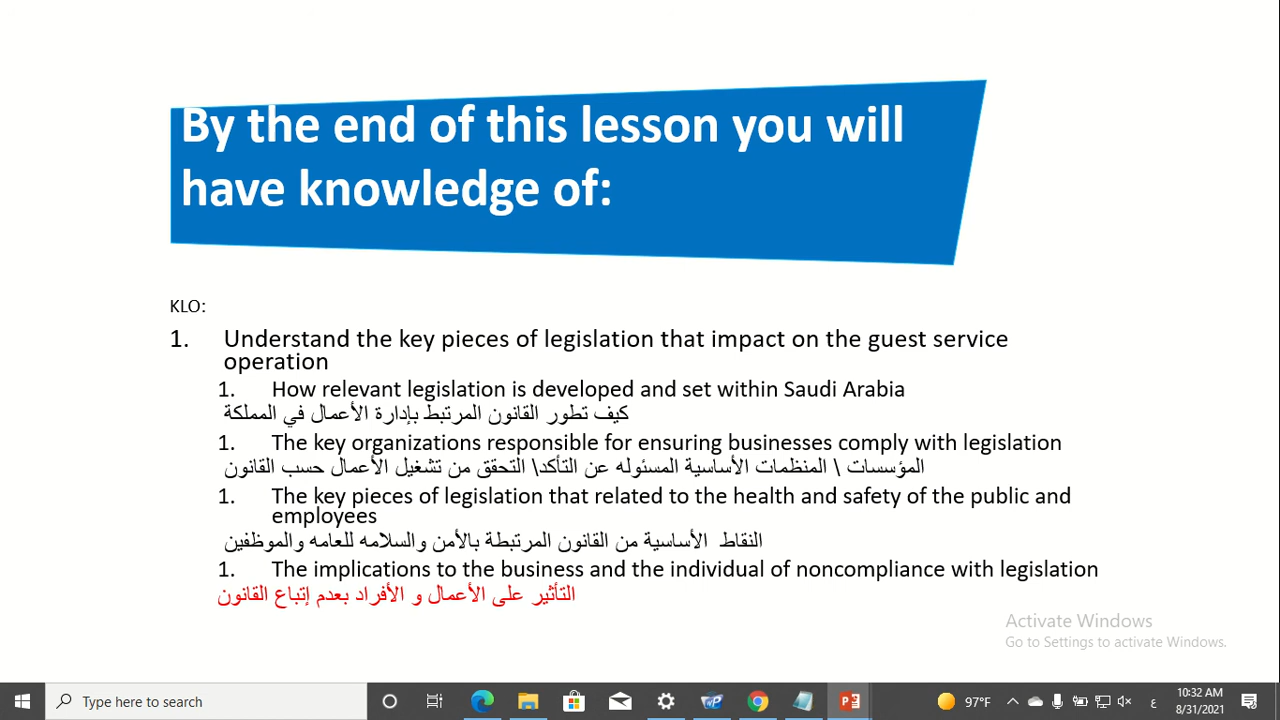 By the end of this lesson you will
have knowledge of:
KLO:
1. Understand the key pieces of legislation that impact on the guest service
operation
1. How relevant legislation is developed and set within Saudi Arabia
كيف تطور القانون المرتبط بإدارة الأعمال في المملكة
1. The key organizations responsible for ensuring businesses comply with legislation
المؤسسات \ المنظمات الأساسية المسئوله عن التأكد\ التحقق من تشغيل الأعمال حسب القانون
1. The key pieces of legislation that related to the health and safety of the public and
employees
النقاط الأساسية من القانون المرتبطة بالأمن والسلامه للعامه والموظفين
1. The implications to the business and the individual of noncompliance with legislation
التأثير على الأعمال و الأفراد بعدم إتباع القانون
Activate Windows
Go to Settings to activate Windows.
Type here to search
97°F
ع
10:32 AM
8/31/2021